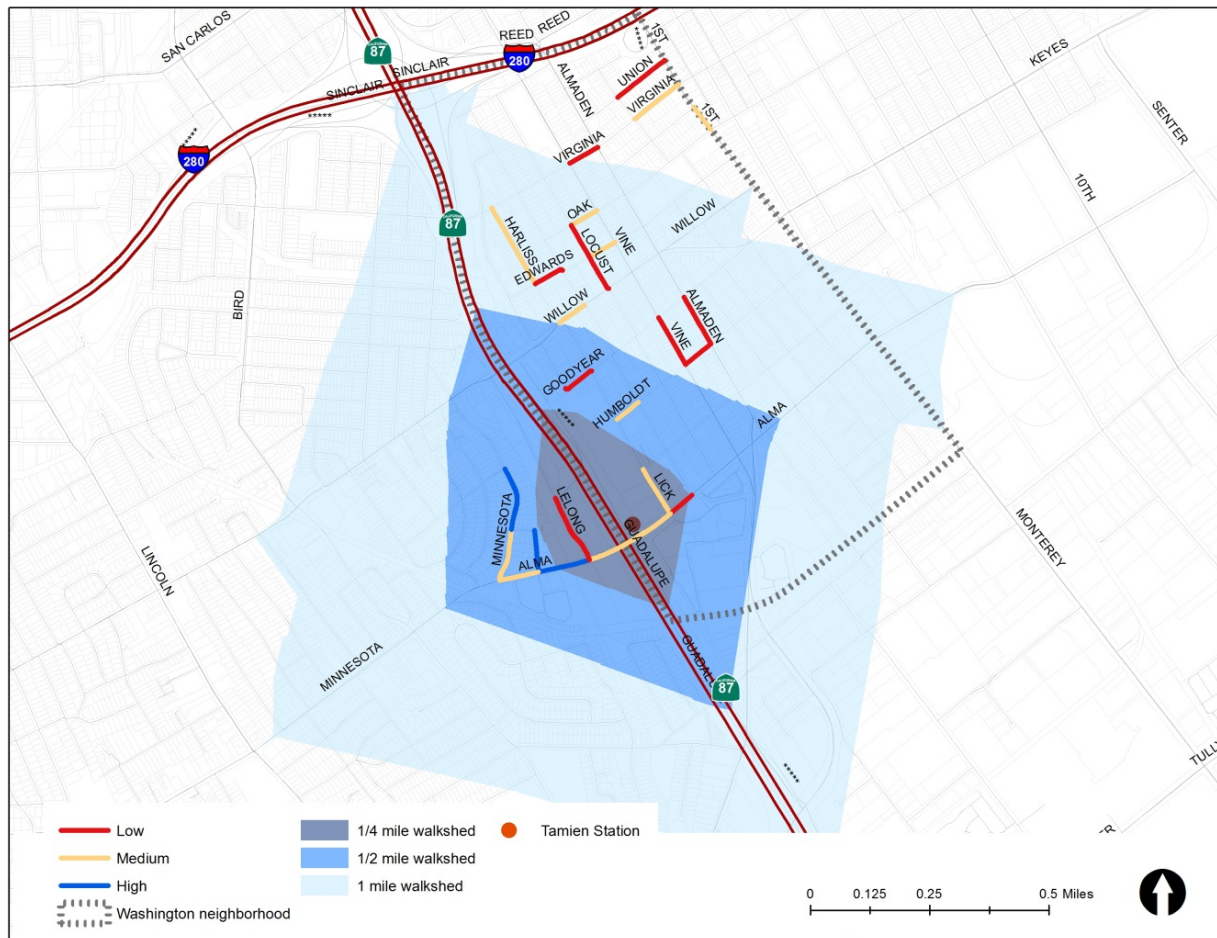 SAN CARLOS
87
SINCLAIR
SINCLAIR
280
REED
REED
1ST
ALMADEN
UNION
VIRGINIA
1ST
KEYES
SENTER
10TH
280
VIRGINIA
87
HARLISS
OAK
VINE
LOCUST
WILLOW
EDWARDS
BIRD
WILLOW
ALMADEN
VINE
GOODYEAR
HUMBOLDT
ALMA
LICK
LELONG
MINNESOTA
ALMA
GUADALUPE
LINCOLN
MONTEREY
MINNESOTA
87
Low
Medium
High
Washington neighborhood
1/4 mile walkshed
1/2 mile walkshed
1 mile walkshed
Tamien Station
0 0.125 0.25 0.5 Miles